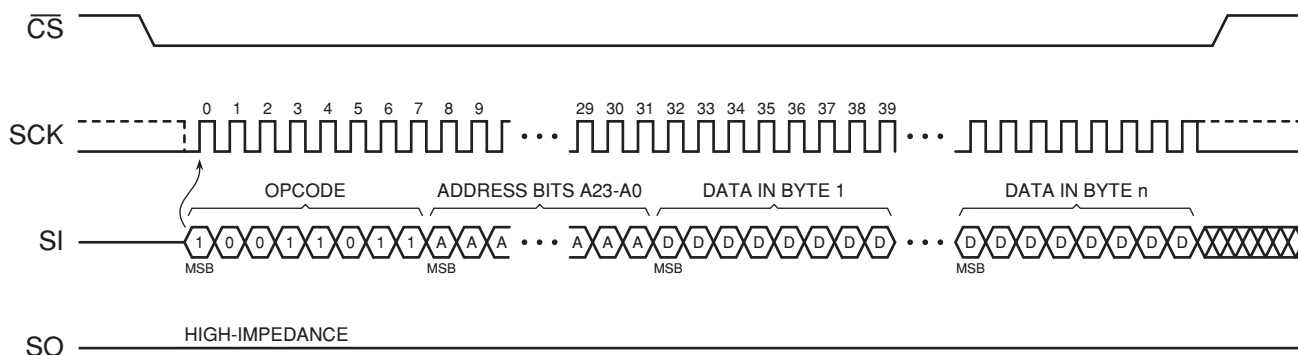 CS
0 1 2 3 4 5 6 7 8 9 29 30 31 32 33 34 35 36 37 38 39
SCK
OPCODE ADDRESS BITS A23-A0 DATA IN BYTE 1 DATA IN BYTE n
SI 1 0 0 1 1 0 1 1 A A A A A A D D D D D D D D D D D D D D D D
MSB MSB MSB MSB
HIGH-IMPEDANCE
SO